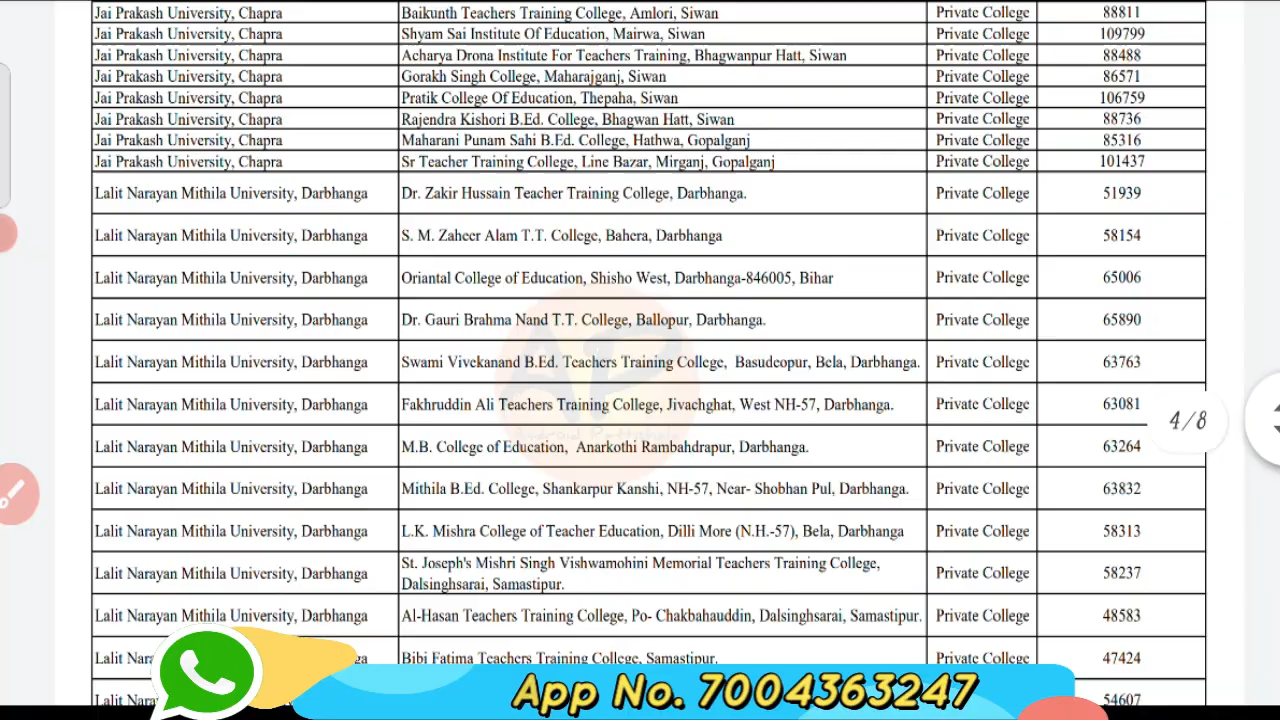 Jai Prakash University, Chapra Baikunth Teachers Training College, Amlori, Siwan Private College 88811
Jai Prakash University, Chapra Shyam Sai Institute Of Education, Mairwa, Siwan Private College 109799
Jai Prakash University, Chapra Acharya Drona Institute For Teachers Training, Bhagwanpur Hatt, Siwan Private College 88488
Jai Prakash University, Chapra Gorakh Singh College, Maharajganj, Siwan Private College 86571
Jai Prakash University, Chapra Pratik College Of Education, Thepaha, Siwan Private College 106759
Jai Prakash University, Chapra Rajendra Kishori B.Ed. College, Bhagwan Hatt, Siwan Private College 88736
Jai Prakash University, Chapra Maharani Punam Sahi B.Ed. College, Hathwa, Gopalganj Private College 85316
Jai Prakash University, Chapra Sr Teacher Training College, Line Bazar, Mirganj, Gopalganj Private College 101437
Lalit Narayan Mithila University, Darbhanga Dr. Zakir Hussain Teacher Training College, Darbhanga. Private College 51939
Lalit Narayan Mithila University, Darbhanga S. M. Zaheer Alam T.T. College, Bahera, Darbhanga Private College 58154
Lalit Narayan Mithila University, Darbhanga Oriantal College of Education, Shisho West, Darbhanga-846005, Bihar Private College 65006
Lalit Narayan Mithila University, Darbhanga Dr. Gauri Brahma Nand T.T. College, Ballopur, Darbhanga. Private College 65890
Lalit Narayan Mithila University, Darbhanga Swami Vivekanand B.Ed. Teachers Training College, Basudeopur, Bela, Darbhanga. Private College 63763
Lalit Narayan Mithila University, Darbhanga Fakhruddin Ali Teachers Training College, Jivachghat, West NH-57, Darbhanga. Private College 63081
4/8
Lalit Narayan Mithila University, Darbhanga M.B. College of Education, Anarkothi Rambahdrapur, Darbhanga. Private College 63264
Lalit Narayan Mithila University, Darbhanga Mithila B.Ed. College, Shankarpur Kanshi, NH-57, Near- Shobhan Pul, Darbhanga. Private College 63832
Lalit Narayan Mithila University, Darbhanga L.K. Mishra College of Teacher Education, Dilli More (N.H.-57), Bela, Darbhanga Private College 58313
Lalit Narayan Mithila University, Darbhanga St. Joseph's Mishri Singh Vishwamohini Memorial Teachers Training College, Private College 58237
Dalsinghsarai, Samastipur.
Lalit Narayan Mithila University, Darbhanga Al-Hasan Teachers Training College, Po- Chakbahauddin, Dalsinghsarai, Samastipur. Private College 48583
Lalit Bibi Fatima Teachers Training College, Samastipur. Private College 47424
Lalit 54607
App No. 7004363247